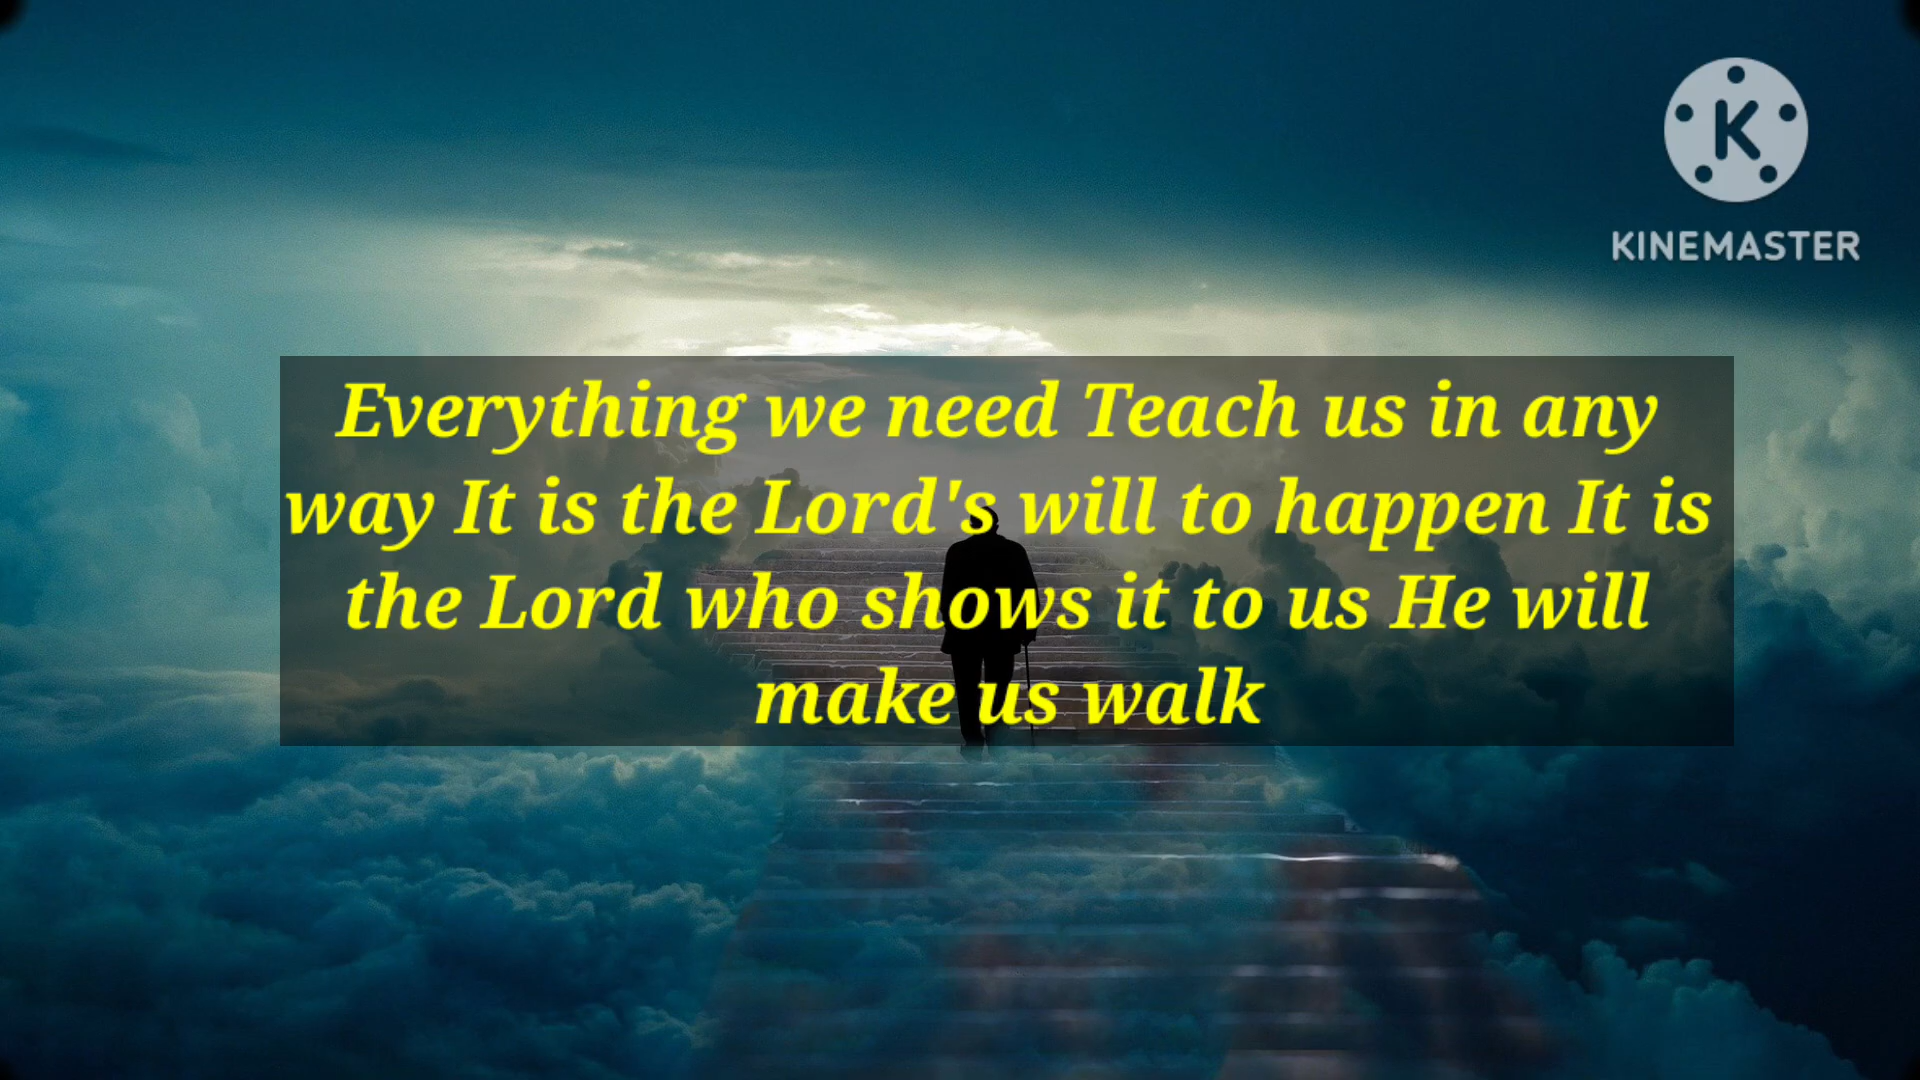 KINEMASTER
Everything we need Teach us in any
way It is the Lord's will to happen It is
the Lord who shows it to us He will
make us walk